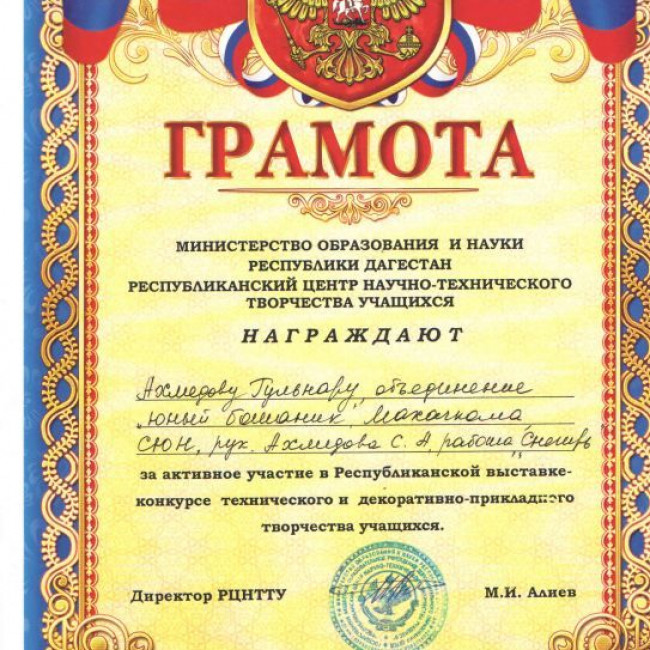 ГРАМОТА
МИНИСТЕРСТВО ОБРАЗОВАНИЯ И НАУКИ
РЕСПУБЛИКИ ДАГЕСТАН
РЕСПУБЛИКАНСКИЙ ЦЕНТР НАУЧНО-ТЕХНИЧЕСКОГО
ТВОРЧЕСТВА УЧАЩИХСЯ
НАГРАЖДАЮТ
Ахмедову Гульнару, объединение
„Юный ботаник", Махачкала
СЮН, рук. Ахмедова С. А, работа „Снегирь
за активное участие в Республиканской выставке-
конкурсе технического и декоративно-прикладного
творчества учащихся.
Директор РЦНТТУ М.И. Алиев